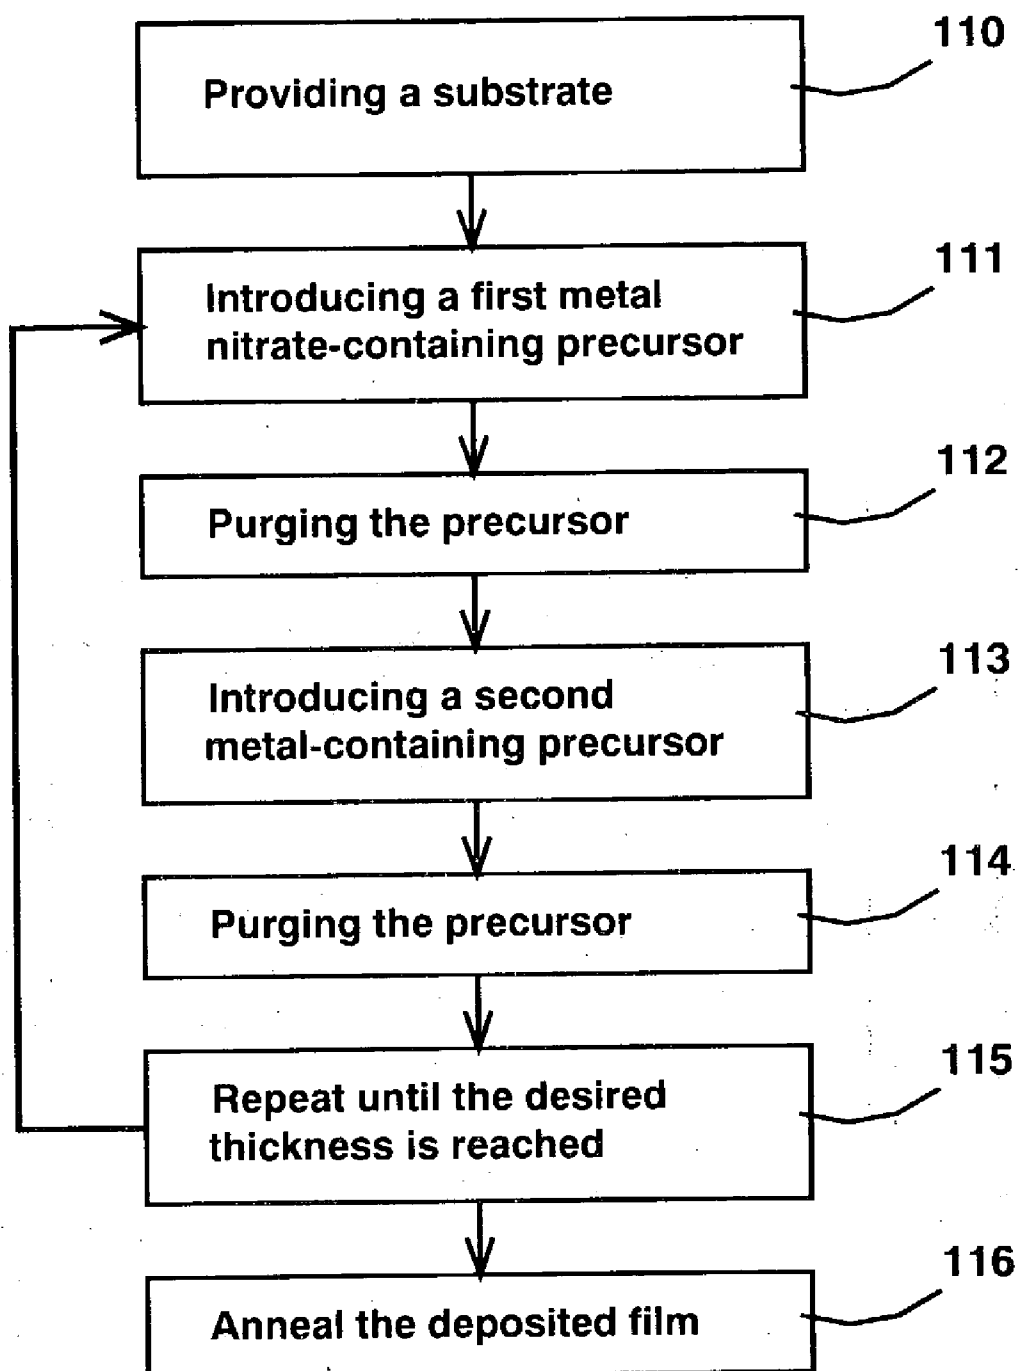 110
Providing a substrate
111
Introducing a first metal
nitrate-containing precursor
112
Purging the precursor
113
Introducing a second
metal-containing precursor
114
Purging the precursor
115
Repeat until the desired
thickness is reached
116
Anneal the deposited film